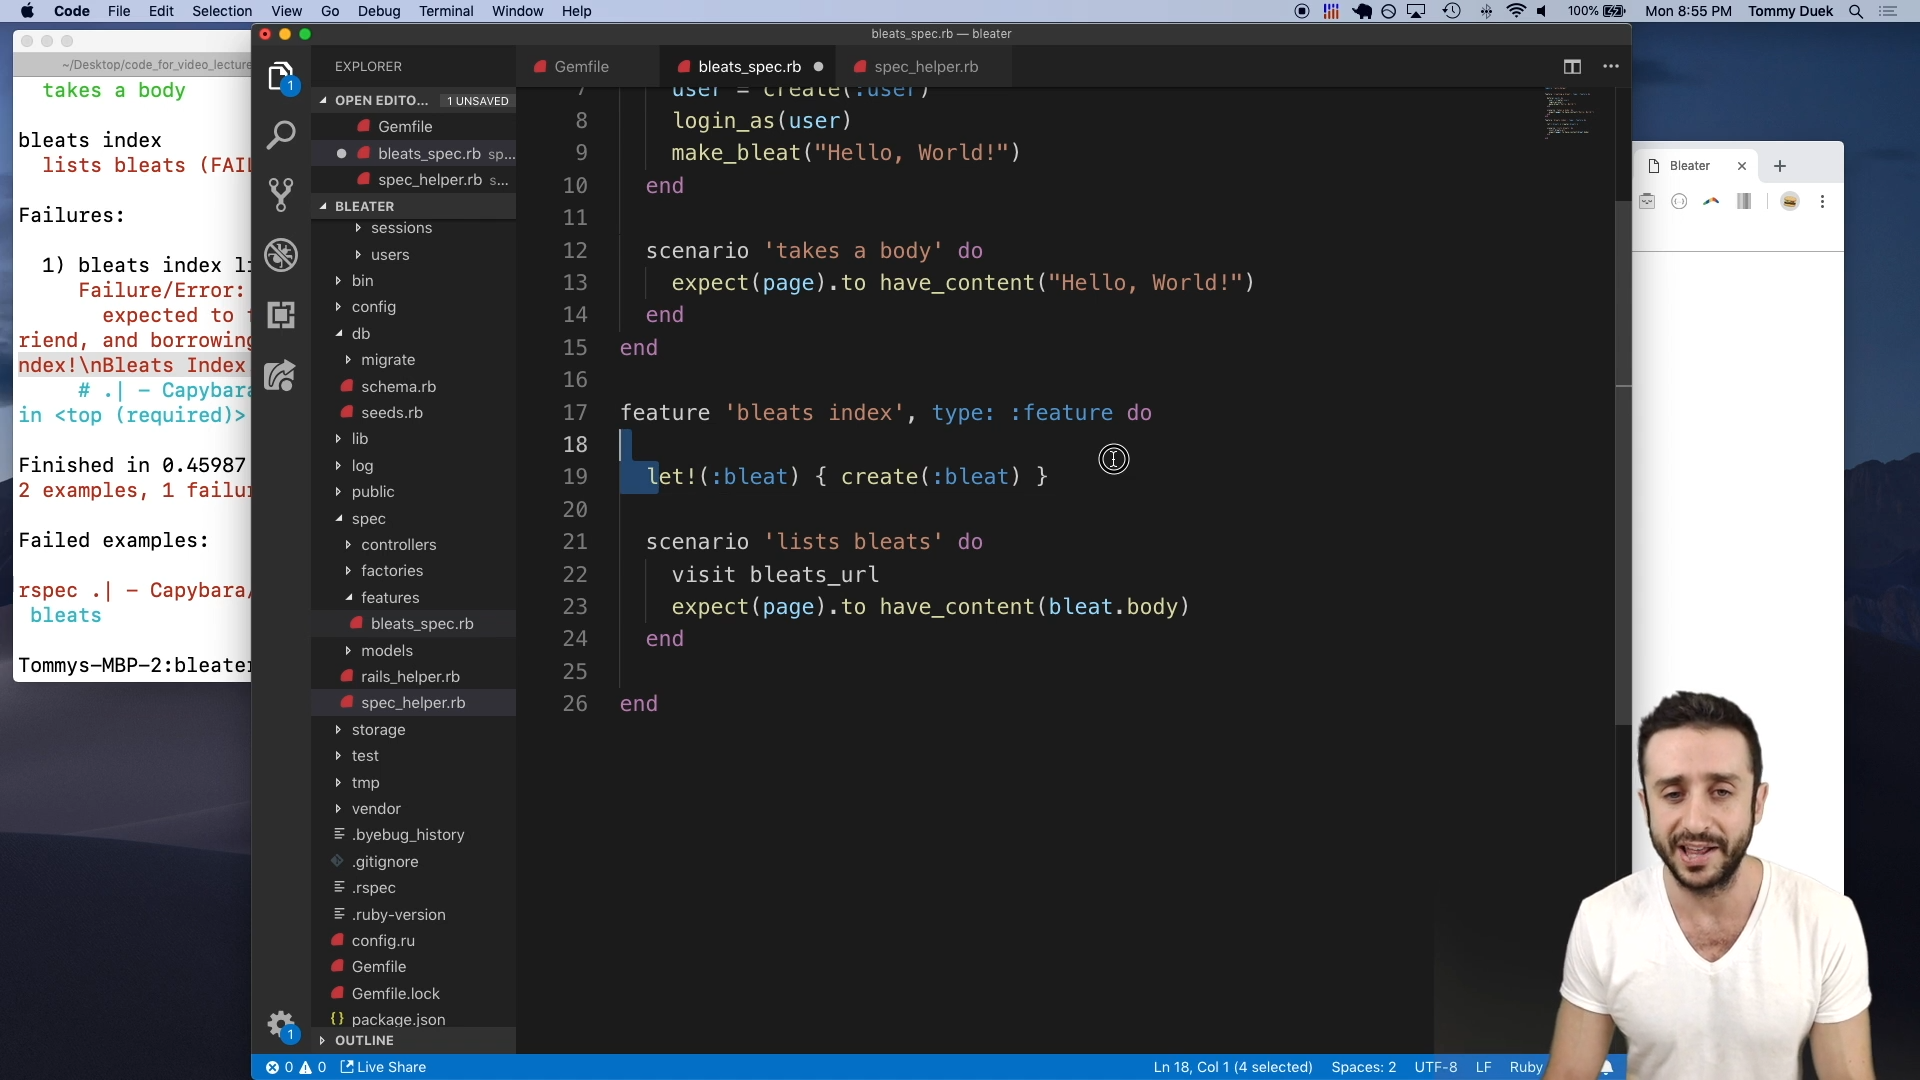 Code File Edit Selection View Go Debug Terminal Window Help
100% Mon 8:55 PM Tommy Duek
~/Desktop/code_for_video_lecture
takes a body
bleats index
lists bleats (FAI
Failures:
1) bleats index li
Failure/Error:
expected to
riend, and borrowing
ndex!\nBleats Index
# .| - Capybara
in <top (required)>
Finished in 0.45987
2 examples, 1 failu
Failed examples:
rspec .| - Capybara/
bleats
Tommys-MBP-2:bleater
bleats_spec.rb — bleater
EXPLORER
1
OPEN EDITO... 1 UNSAVED
Gemfile
bleats_spec.rb sp...
spec_helper.rb s...
BLEATER
sessions
users
bin
config
db
migrate
schema.rb
seeds.rb
lib
log
public
spec
controllers
factories
features
bleats_spec.rb
models
rails_helper.rb
spec_helper.rb
storage
test
tmp
vendor
.byebug_history
.gitignore
.rspec
.ruby-version
config.ru
Gemfile
Gemfile.lock
{} package.json
OUTLINE
1
Gemfile bleats_spec.rb spec_helper.rb
7 user = create(:user)
8 login_as(user)
9 make_bleat("Hello, World!")
10 end
11
12 scenario 'takes a body' do
13 expect(page).to have_content("Hello, World!")
14 end
15 end
16
17 feature 'bleats index', type: :feature do
18
19 let!(:bleat) { create(:bleat) }
20
21 scenario 'lists bleats' do
22 visit bleats_url
23 expect(page).to have_content(bleat.body)
24 end
25
26 end
Bleater
0 0 Live Share Ln 18, Col 1 (4 selected) Spaces: 2 UTF-8 LF Ruby